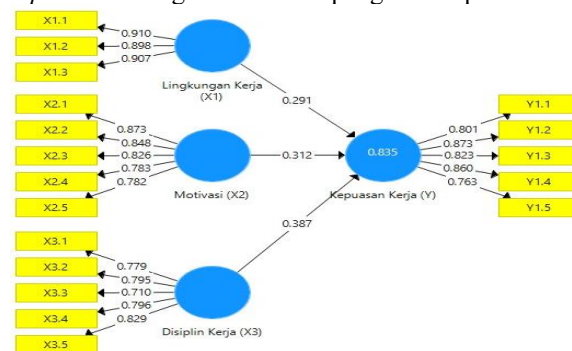 X1.1
X1.2
X1.3
0.910
0.898
0.907
Lingkungan Kerja
(X1)
0.291
X2.1
X2.2
X2.3
X2.4
X2.5
0.873
0.848
0.826
0.783
0.782
Motivasi (X2)
0.312
X3.1
X3.2
X3.3
X3.4
X3.5
0.779
0.795
0.710
0.796
0.829
Disiplin Kerja (X3)
0.387
0.835
Kepuasan Kerja (Y)
0.801
0.873
0.823
0.860
0.763
Y1.1
Y1.2
Y1.3
Y1.4
Y1.5